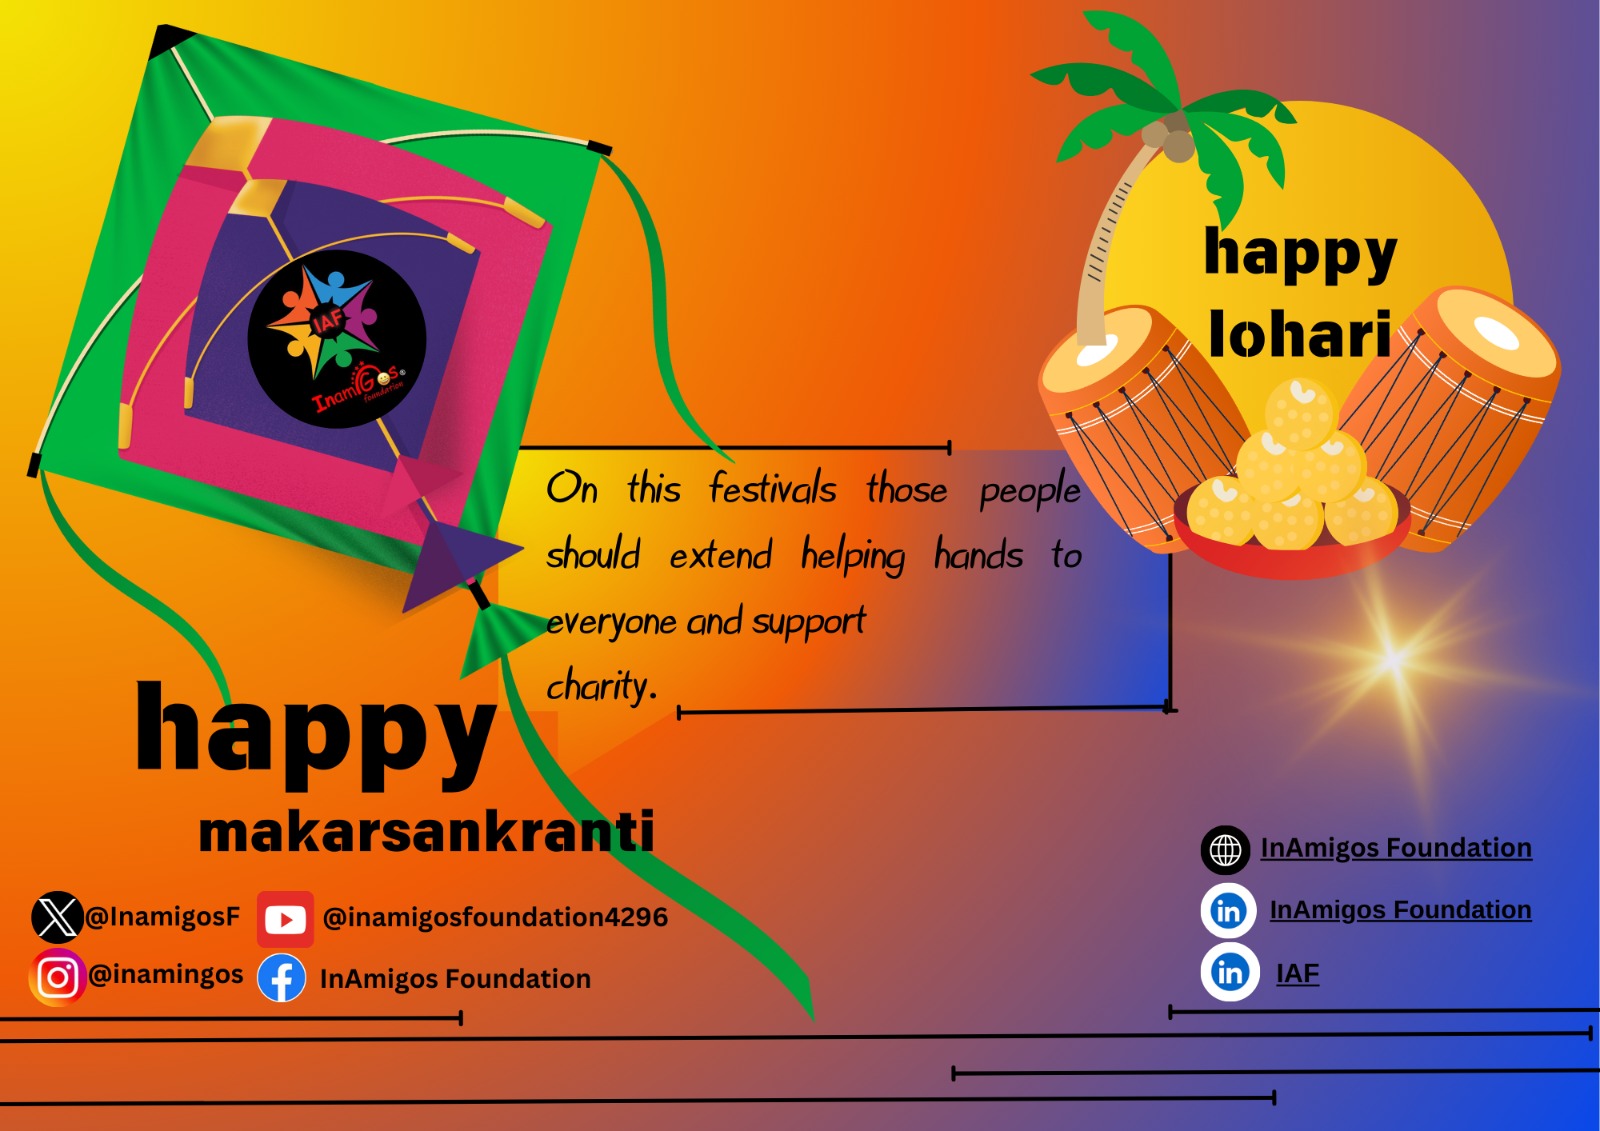 IAF
InamiGos®
foundation
happy
lohari
On this festivals those people
should extend helping hands to
everyone and support
charity.
happy
makarsankranti
@InamigosF
@inamigosfoundation4296
@inamingos
InAmigos Foundation
InAmigos Foundation
InAmigos Foundation
IAF